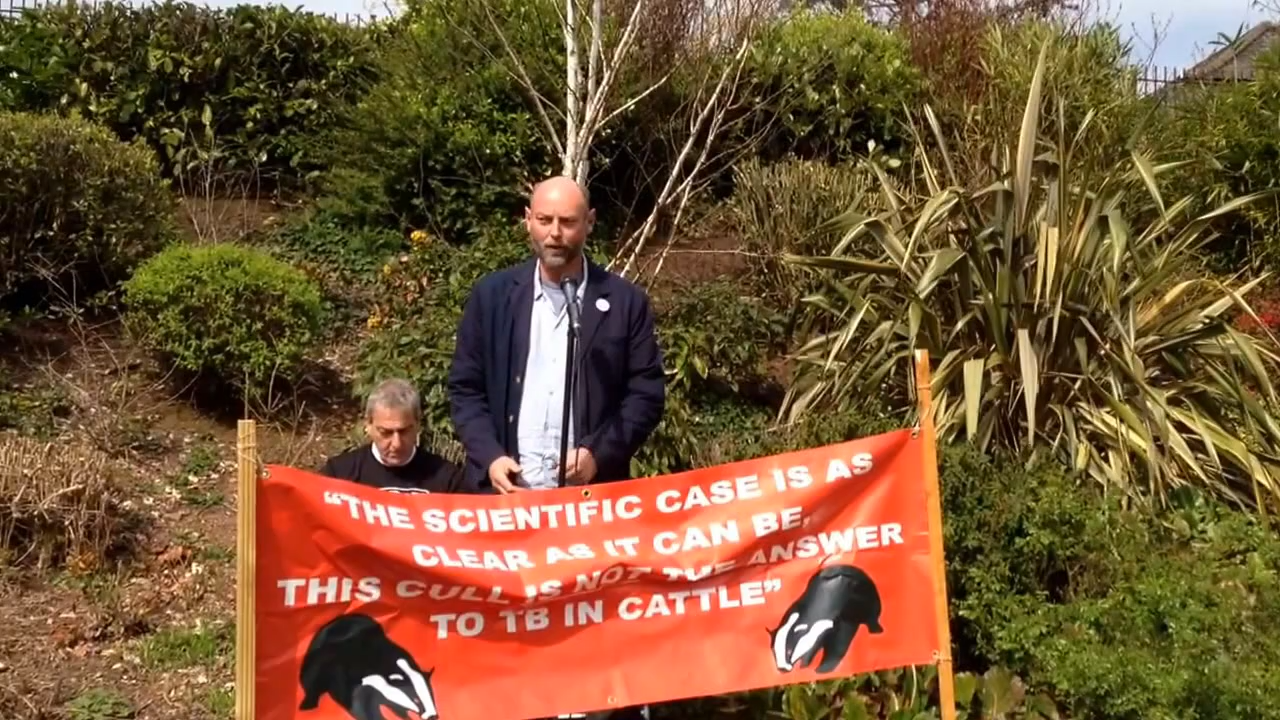 “THE SCIENTIFIC CASE IS AS
CLEAR AS IT CAN BE,
THIS CULL IS NOT THE ANSWER
TO TB IN CATTLE”